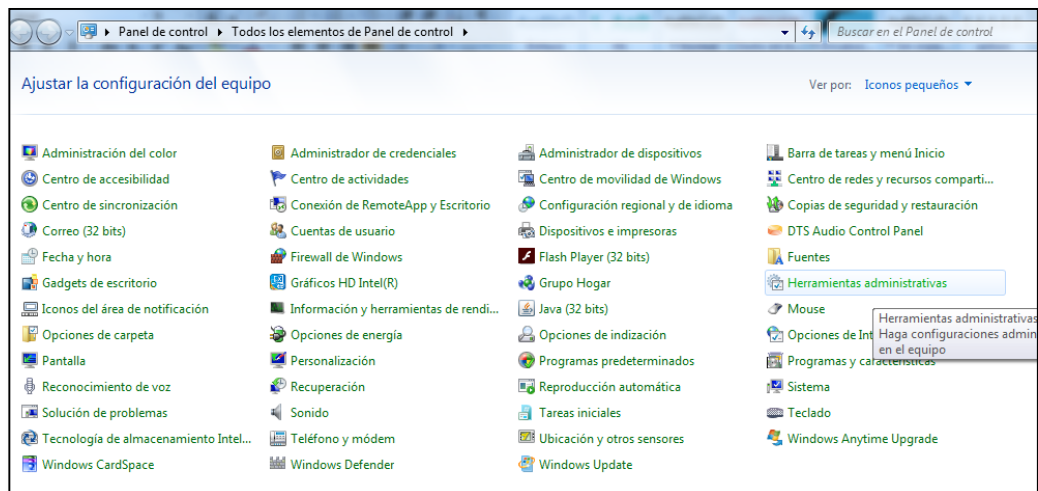 Panel de control Todos los elementos de Panel de control
Buscar en el Panel de control
Ajustar la configuración del equipo
Ver por: Iconos pequeños
Administración del color
Administrador de credenciales
Administrador de dispositivos
Barra de tareas y menú Inicio
Centro de accesibilidad
Centro de actividades
Centro de movilidad de Windows
Centro de redes y recursos comparti...
Centro de sincronización
Conexión de RemoteApp y Escritorio
Configuración regional y de idioma
Copias de seguridad y restauración
Correo (32 bits)
Cuentas de usuario
Dispositivos e impresoras
DTS Audio Control Panel
Fecha y hora
Firewall de Windows
Flash Player (32 bits)
Fuentes
Gadgets de escritorio
Gráficos HD Intel(R)
Grupo Hogar
Herramientas administrativas
Iconos del área de notificación
Información y herramientas de rendi...
Java (32 bits)
Mouse
Opciones de carpeta
Opciones de energía
Opciones de indización
Opciones de Int
Pantalla
Personalización
Programas predeterminados
Programas y características
Reconocimiento de voz
Recuperación
Reproducción automática
Sistema
Solución de problemas
Sonido
Tareas iniciales
Teclado
Tecnología de almacenamiento Intel...
Teléfono y módem
Ubicación y otros sensores
Windows Anytime Upgrade
Windows CardSpace
Windows Defender
Windows Update
Herramientas administrativas
Haga configuraciones admin
en el equipo